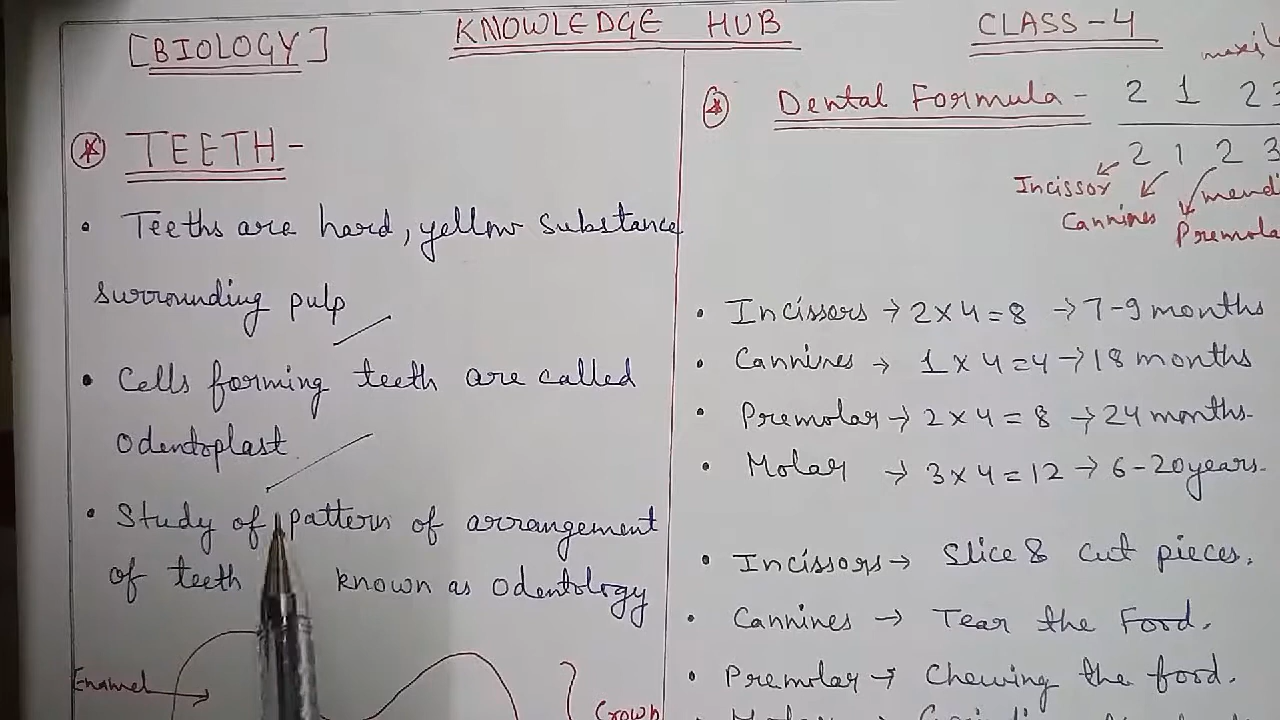 [BIOLOGY]
KNOWLEDGE HUB
CLASS-4
TEETH-
• Teeths are hard, yellow substance
surrounding pulp
• Cells forming teeth are called
Odentoplast
• Study of pattern of arrangement
of teeth known as Odentology
Enamel
Crown
Dental Formula-
2 1 2
2 1 2 3
Incissor
Cannines
Premola
• Incissors → 2×4=8 → 7-9 months
• Cannines → 1×4=4 → 18 months
• Premolar → 2×4=8 → 24 months.
• Molar → 3×4=12 → 6-20 years.
• Incissors → Slice & cut pieces.
• Cannines → Tear the Food.
• Premolar → Chewing the food.